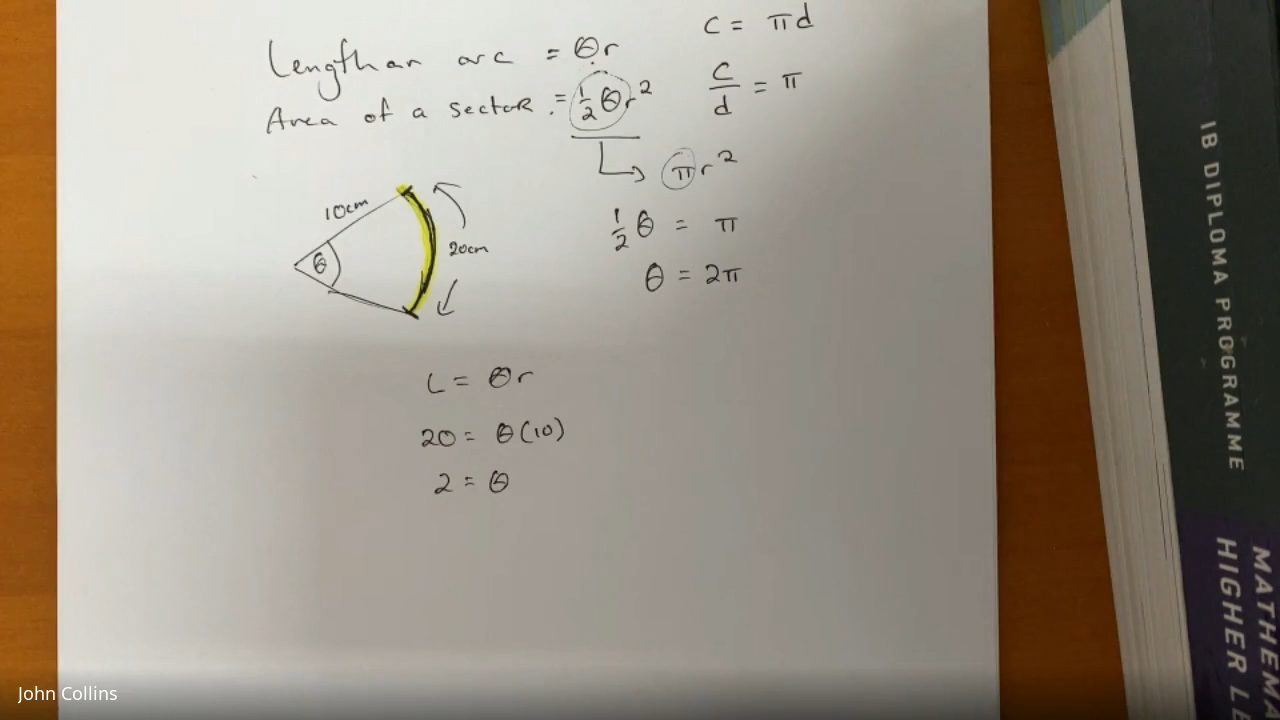 Length an arc = θr
Area of a sector = ½θr²
C = πd
C/d = π
πr²
½θ = π
θ = 2π
10cm
θ
20cm
L = θr
20 = θ(10)
2 = θ
IB DIPLOMA PROGRAMME
MATHEMA
HIGHER LE
John Collins